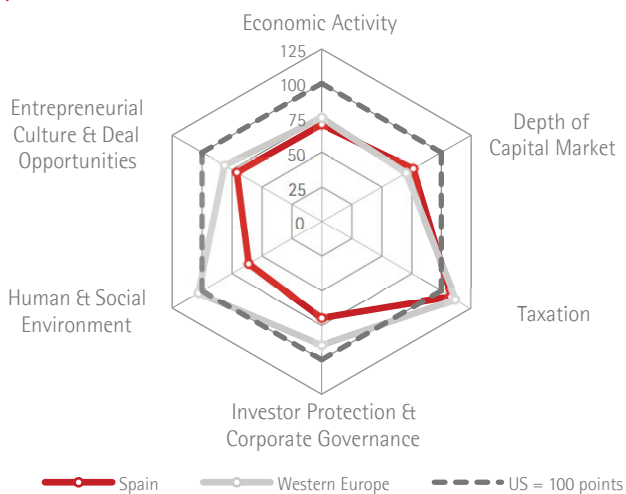 Economic Activity
125
100
75
50
25
0
Entrepreneurial
Culture & Deal
Opportunities
Depth of
Capital Market
Human & Social
Environment
Taxation
Investor Protection &
Corporate Governance
Spain
Western Europe
US = 100 points